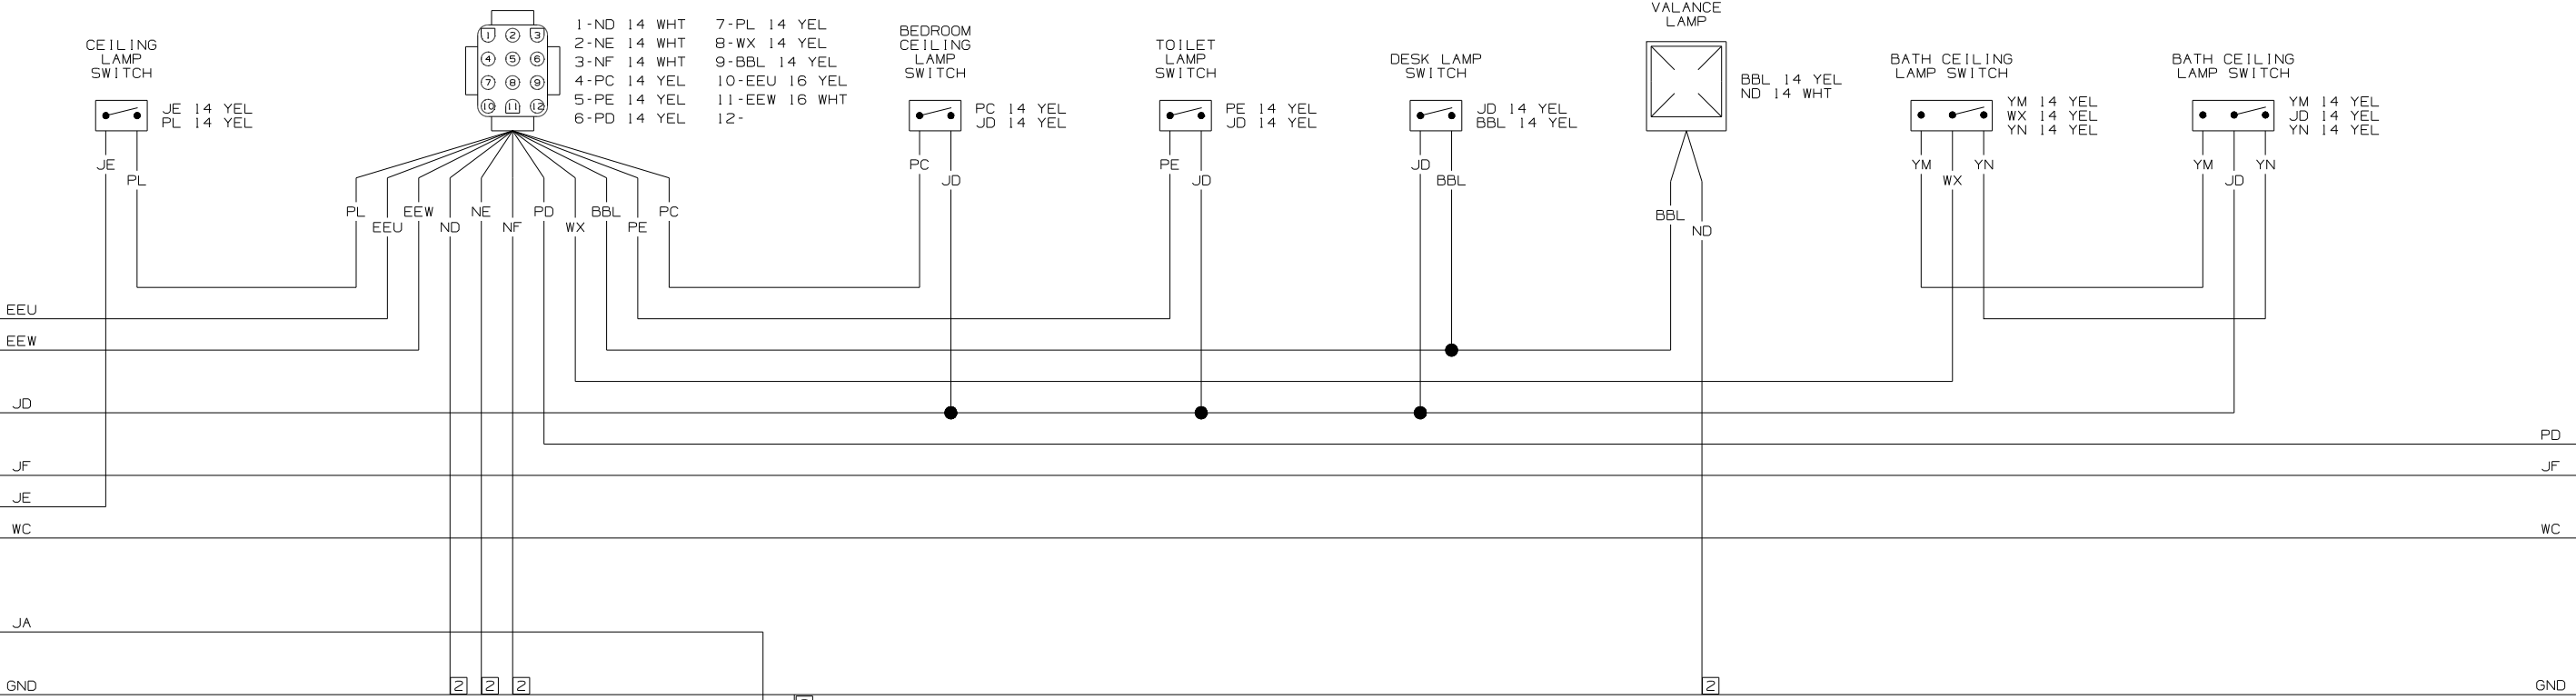 CEILING
LAMP
SWITCH
JE 14 YEL
PL 14 YEL
JE
PL
1 2 3
4 5 6
7 8 9
10 11 12
1-ND 14 WHT
2-NE 14 WHT
3-NF 14 WHT
4-PC 14 YEL
5-PE 14 YEL
6-PD 14 YEL
7-PL 14 YEL
8-WX 14 YEL
9-BBL 14 YEL
10-EEU 16 YEL
11-EEW 16 WHT
12-
PL
EEU
EEW
ND
NE
NF
PD
WX
BBL
PE
PC
BEDROOM
CEILING
LAMP
SWITCH
PC 14 YEL
JD 14 YEL
PC
JD
TOILET
LAMP
SWITCH
PE 14 YEL
JD 14 YEL
PE
JD
DESK LAMP
SWITCH
JD 14 YEL
BBL 14 YEL
JD
BBL
VALANCE
LAMP
BBL 14 YEL
ND 14 WHT
BBL
ND
BATH CEILING
LAMP SWITCH
YM 14 YEL
WX 14 YEL
YN 14 YEL
YM
WX
YN
BATH CEILING
LAMP SWITCH
YM 14 YEL
JD 14 YEL
YN 14 YEL
YM
JD
YN
EEU
EEW
JD
PD
JF
JF
JE
WC
WC
JA
GND
2
2
2
2
GND